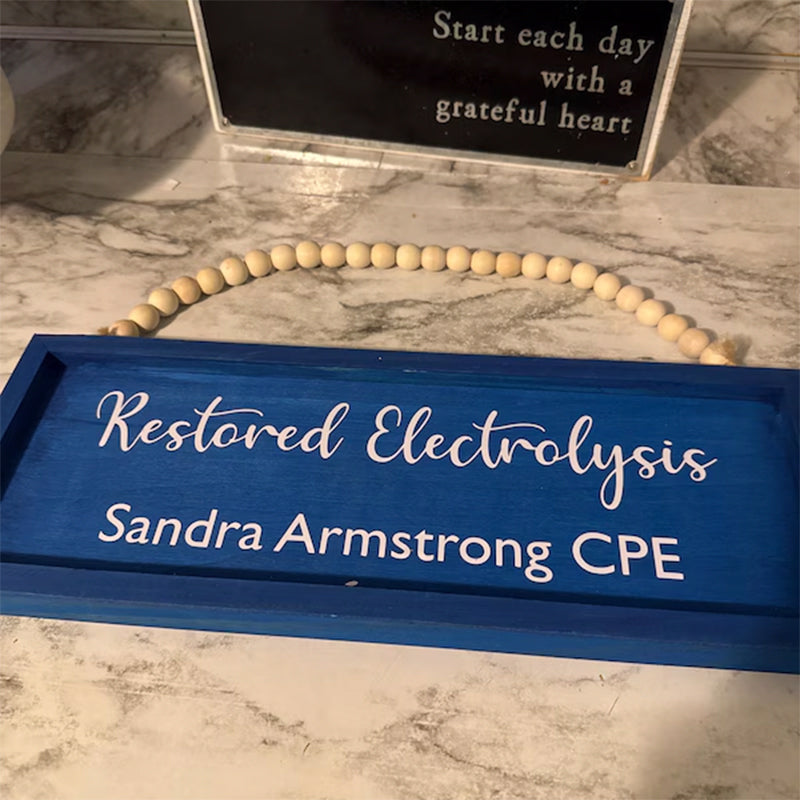 Start each day
with a
grateful heart
Restored Electrolysis
Sandra Armstrong CPE